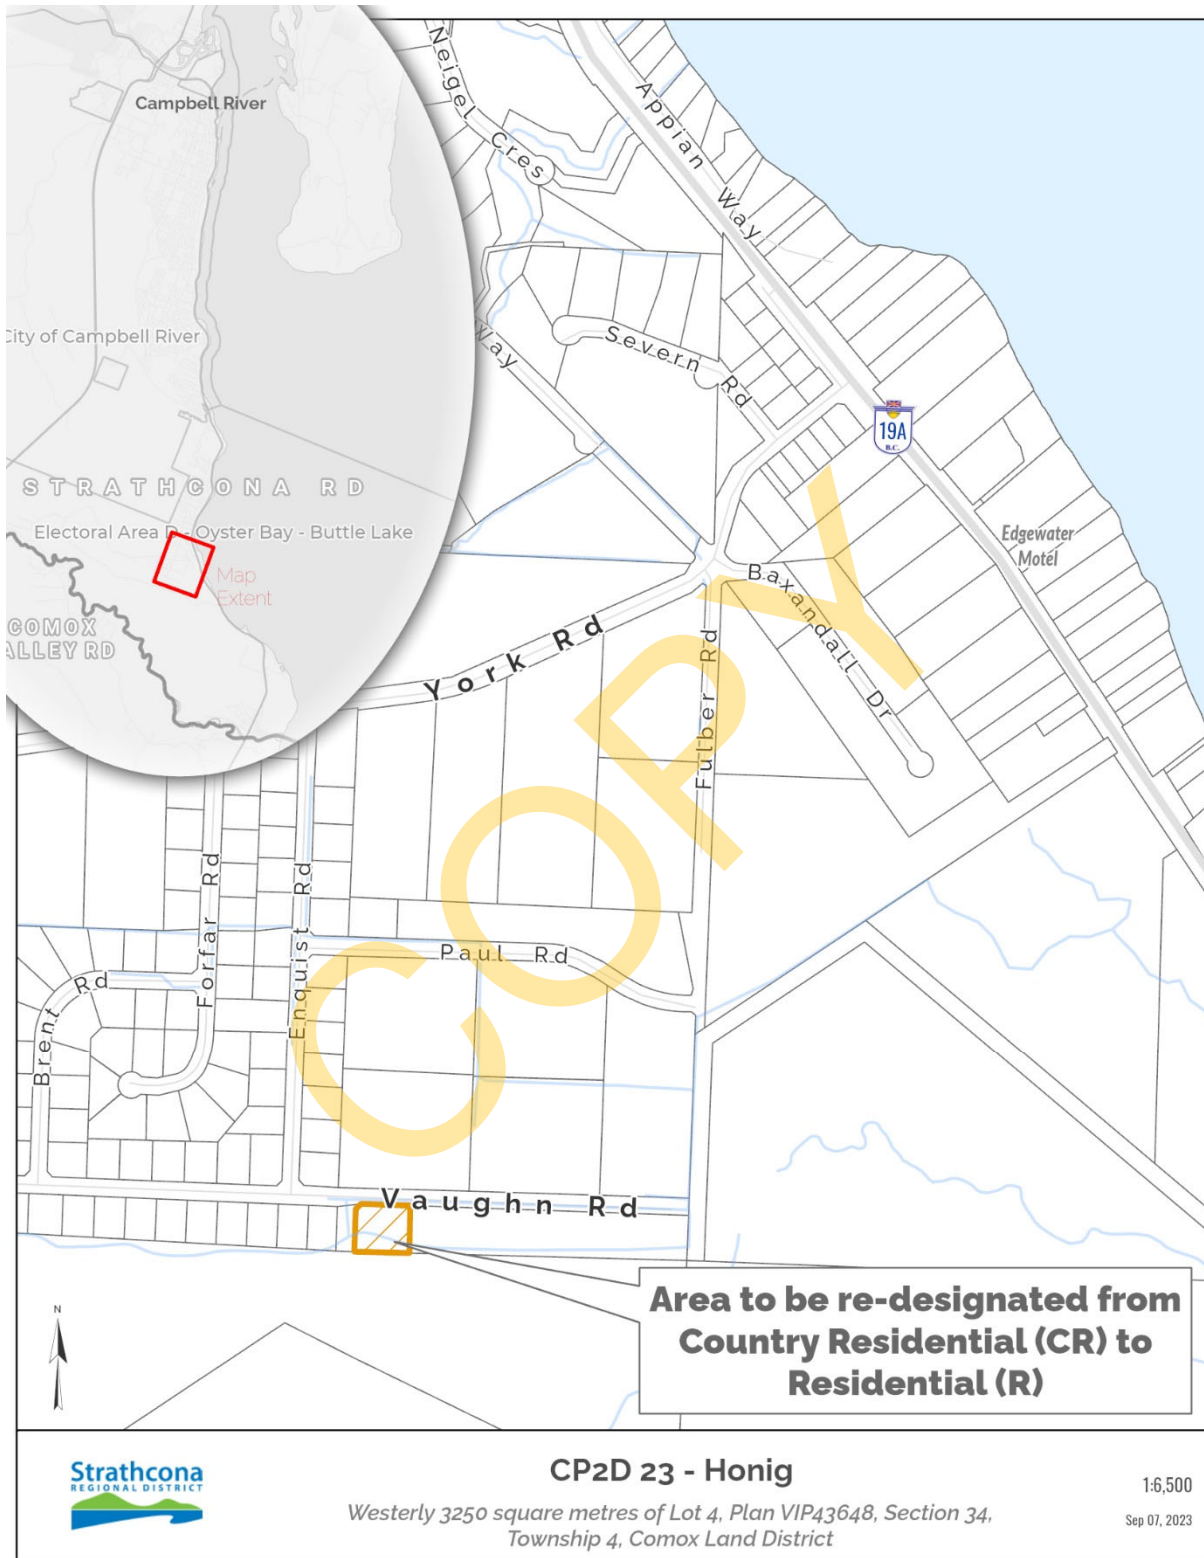 Campbell River
City of Campbell River
STRATHCONA RD
Electoral Area D - Oyster Bay - Buttle Lake
Map
Extent
COMOX
ALLEY RD
Neigel Cres
Appian Way
Way
Severn Rd
19A
B.C.
Edgewater
Motel
Baxandall Dr
York Rd
Fulber Rd
Forfar Rd
Enquist Rd
Paul Rd
Brent Rd
Vaughn Rd
COPY
Area to be re-designated from
Country Residential (CR) to
Residential (R)
N
Strathcona
REGIONAL DISTRICT
CP2D 23 - Honig
Westerly 3250 square metres of Lot 4, Plan VIP43648, Section 34,
Township 4, Comox Land District
1:6,500
Sep 07, 2023